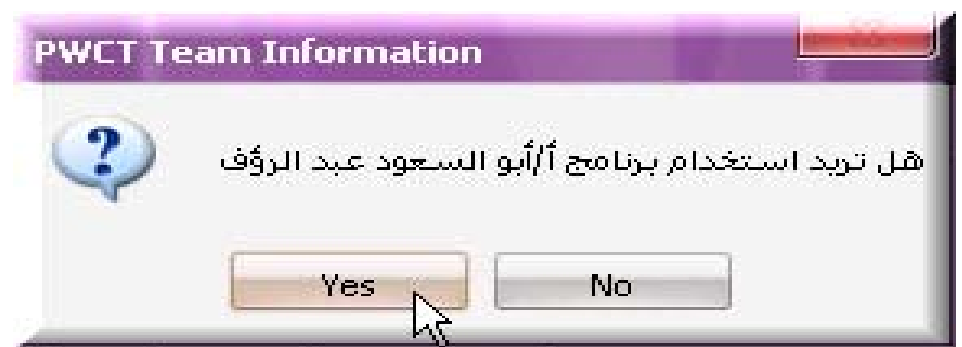 PWCT Team Information
هل تريد استخدام برنامج أ/أبو السعود عبد الرؤف
Yes
No